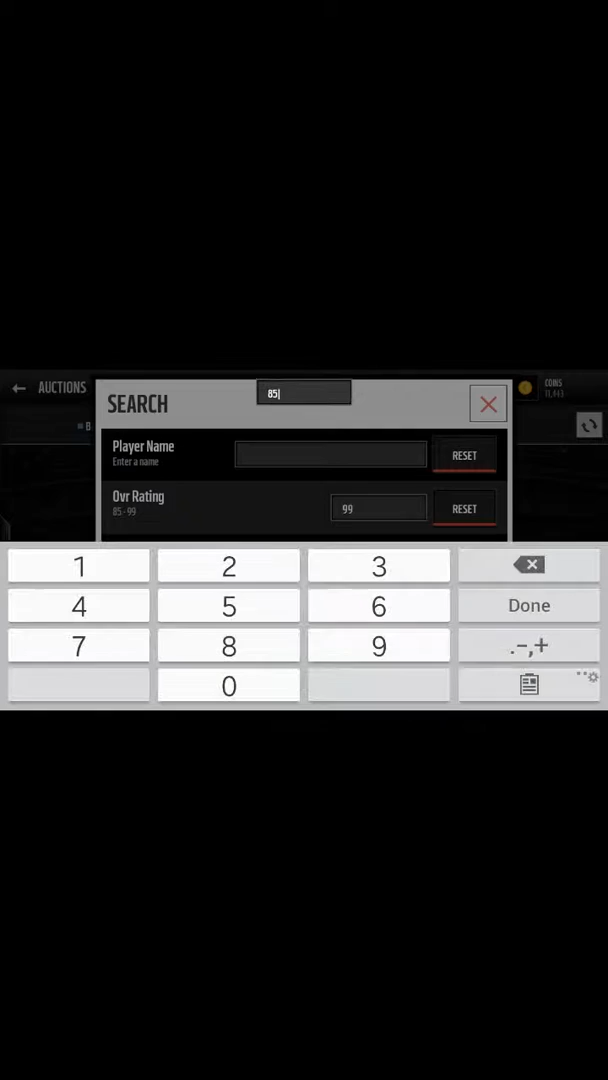 AUCTIONS
85
COINS
SEARCH
B
Player Name
Enter a name
RESET
Ovr Rating
85 - 99
99
RESET
1 2 3
4 5 6 Done
7 8 9 .-,+
0